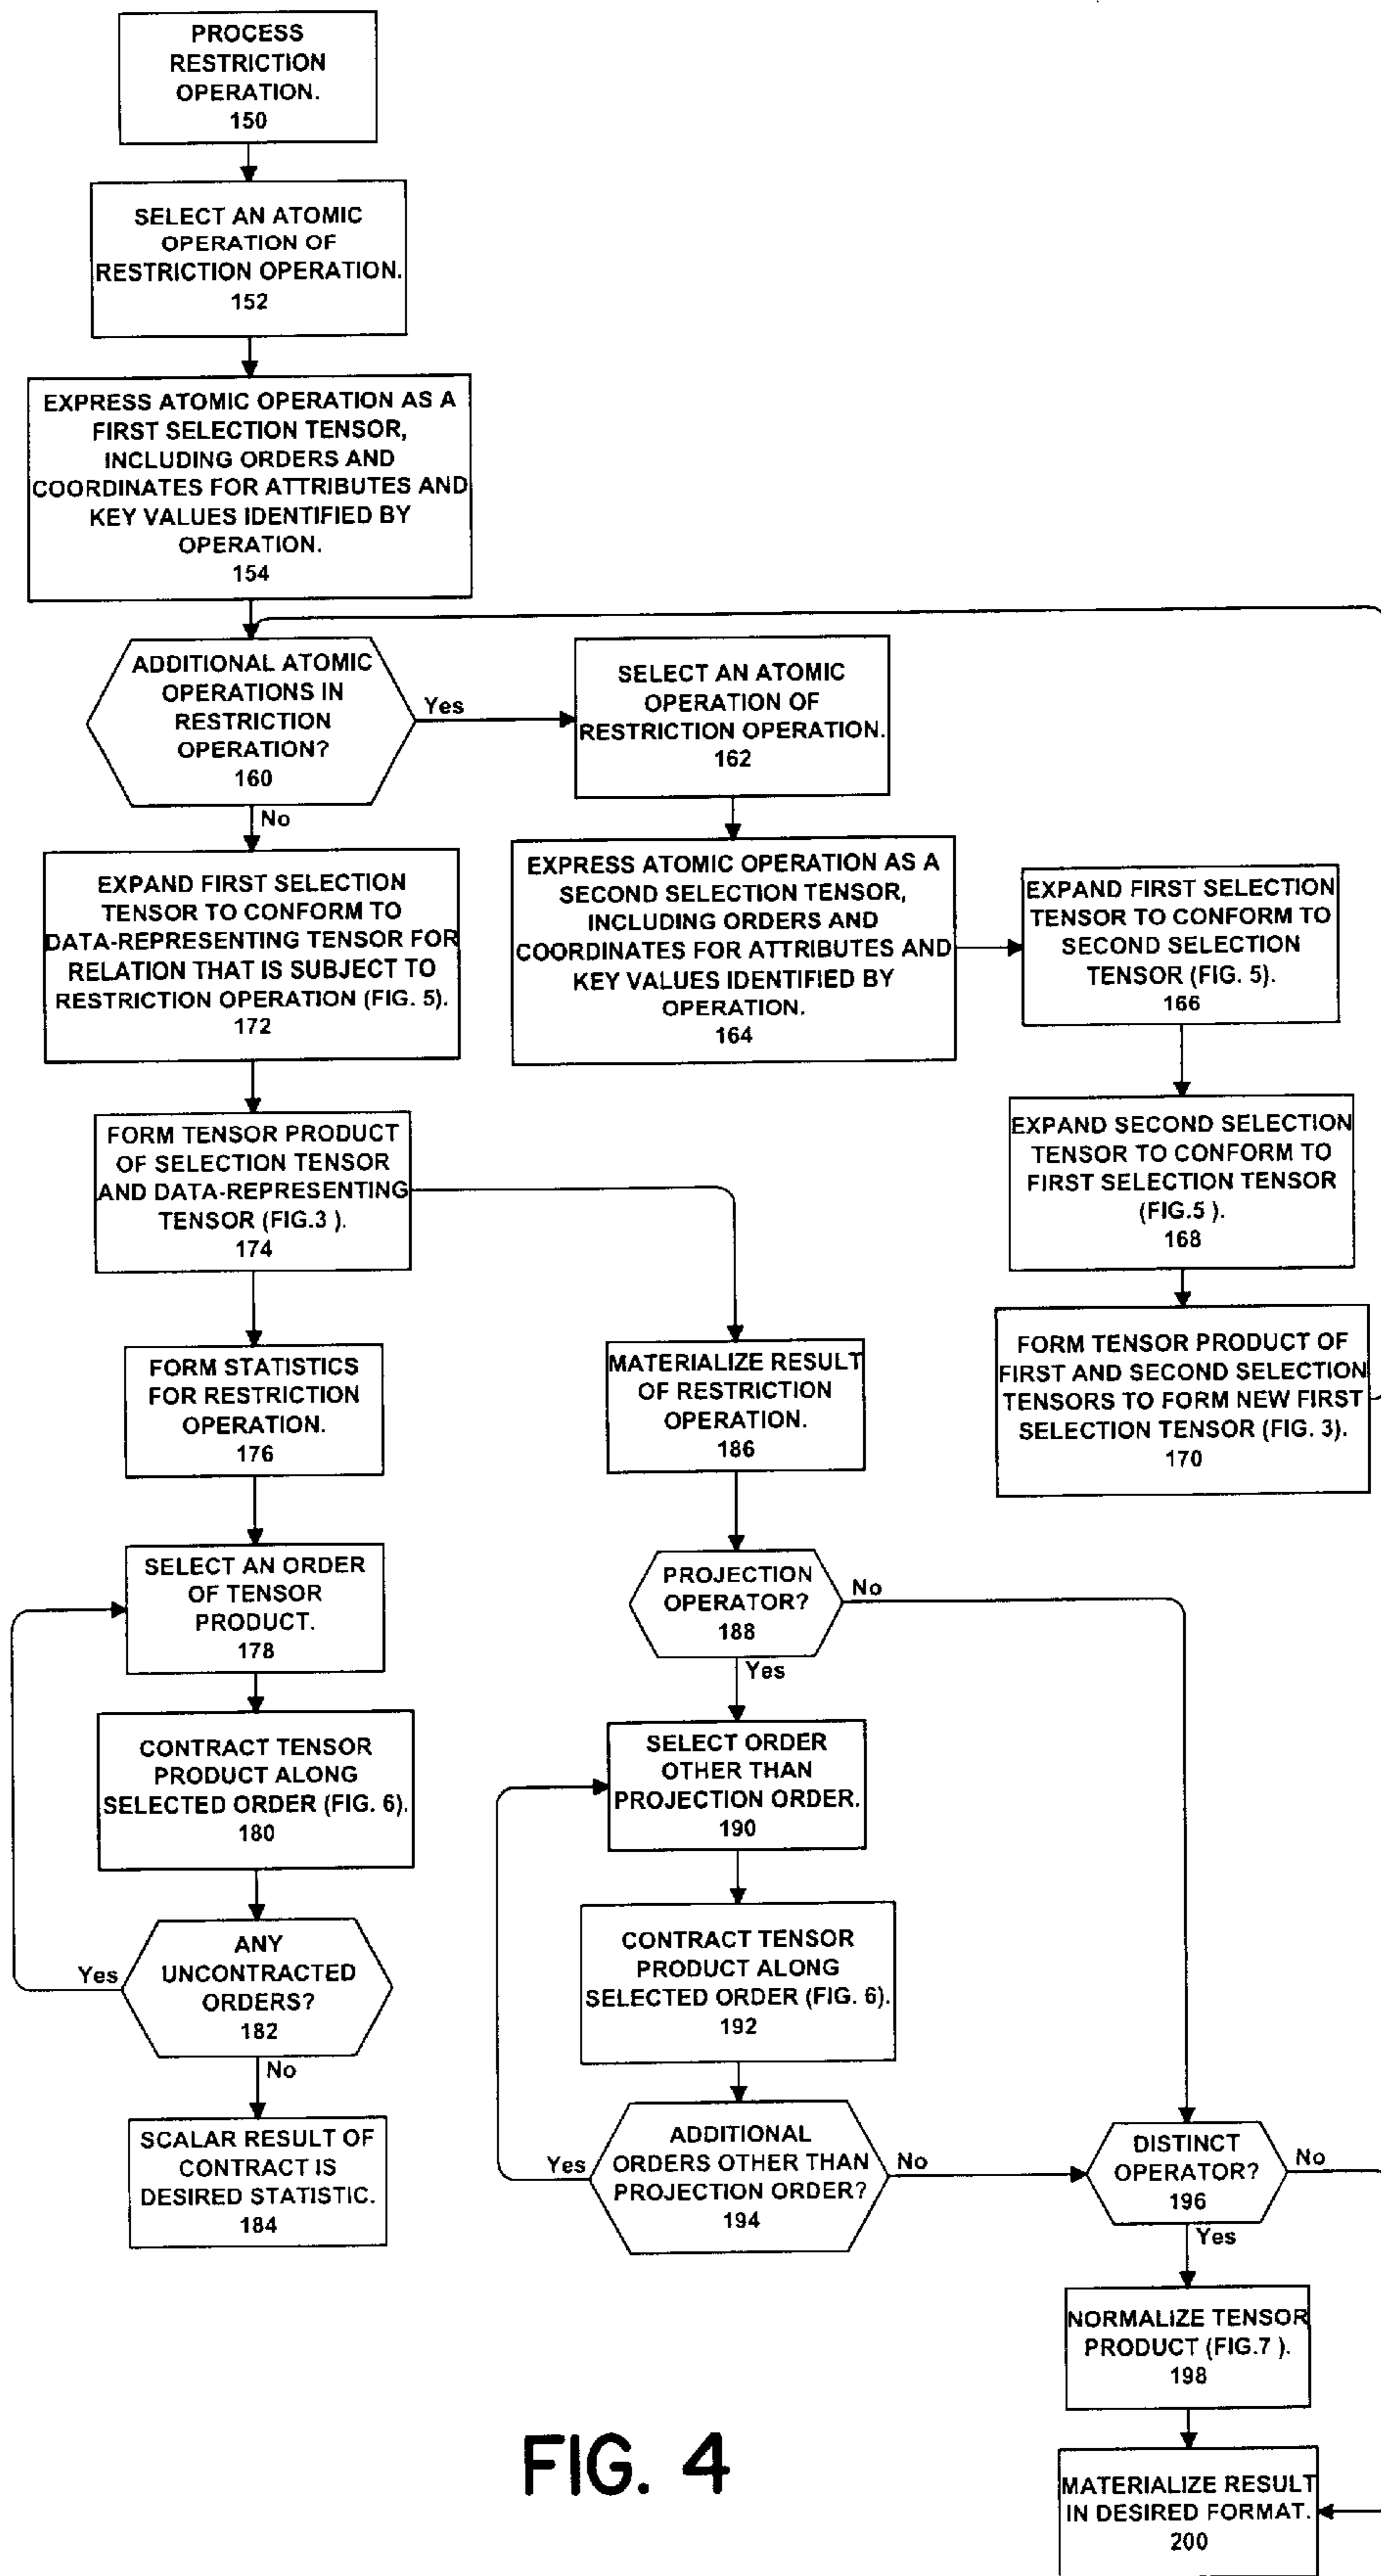 PROCESS
RESTRICTION
OPERATION.
150
SELECT AN ATOMIC
OPERATION OF
RESTRICTION OPERATION.
152
EXPRESS ATOMIC OPERATION AS A
FIRST SELECTION TENSOR,
INCLUDING ORDERS AND
COORDINATES FOR ATTRIBUTES AND
KEY VALUES IDENTIFIED BY
OPERATION.
154
ADDITIONAL ATOMIC
OPERATIONS IN
RESTRICTION
OPERATION?
160
Yes
No
SELECT AN ATOMIC
OPERATION OF
RESTRICTION OPERATION.
162
EXPRESS ATOMIC OPERATION AS A
SECOND SELECTION TENSOR,
INCLUDING ORDERS AND
COORDINATES FOR ATTRIBUTES AND
KEY VALUES IDENTIFIED BY
OPERATION.
164
EXPAND FIRST SELECTION
TENSOR TO CONFORM TO
SECOND SELECTION
TENSOR (FIG. 5).
166
EXPAND SECOND SELECTION
TENSOR TO CONFORM TO
FIRST SELECTION TENSOR
(FIG.5 ).
168
FORM TENSOR PRODUCT OF
FIRST AND SECOND SELECTION
TENSORS TO FORM NEW FIRST
SELECTION TENSOR (FIG. 3).
170
EXPAND FIRST SELECTION
TENSOR TO CONFORM TO
DATA-REPRESENTING TENSOR FOR
RELATION THAT IS SUBJECT TO
RESTRICTION OPERATION (FIG. 5).
172
FORM TENSOR PRODUCT
OF SELECTION TENSOR
AND DATA-REPRESENTING
TENSOR (FIG.3 ).
174
FORM STATISTICS
FOR RESTRICTION
OPERATION.
176
SELECT AN ORDER
OF TENSOR
PRODUCT.
178
CONTRACT TENSOR
PRODUCT ALONG
SELECTED ORDER (FIG. 6).
180
ANY
UNCONTRACTED
ORDERS?
182
Yes
No
SCALAR RESULT OF
CONTRACT IS
DESIRED STATISTIC.
184
MATERIALIZE RESULT
OF RESTRICTION
OPERATION.
186
PROJECTION
OPERATOR?
188
No
Yes
SELECT ORDER
OTHER THAN
PROJECTION ORDER.
190
CONTRACT TENSOR
PRODUCT ALONG
SELECTED ORDER (FIG. 6).
192
ADDITIONAL
ORDERS OTHER THAN
PROJECTION ORDER?
194
Yes
No
DISTINCT
OPERATOR?
196
No
Yes
NORMALIZE TENSOR
PRODUCT (FIG.7 ).
198
MATERIALIZE RESULT
IN DESIRED FORMAT.
200
FIG. 4